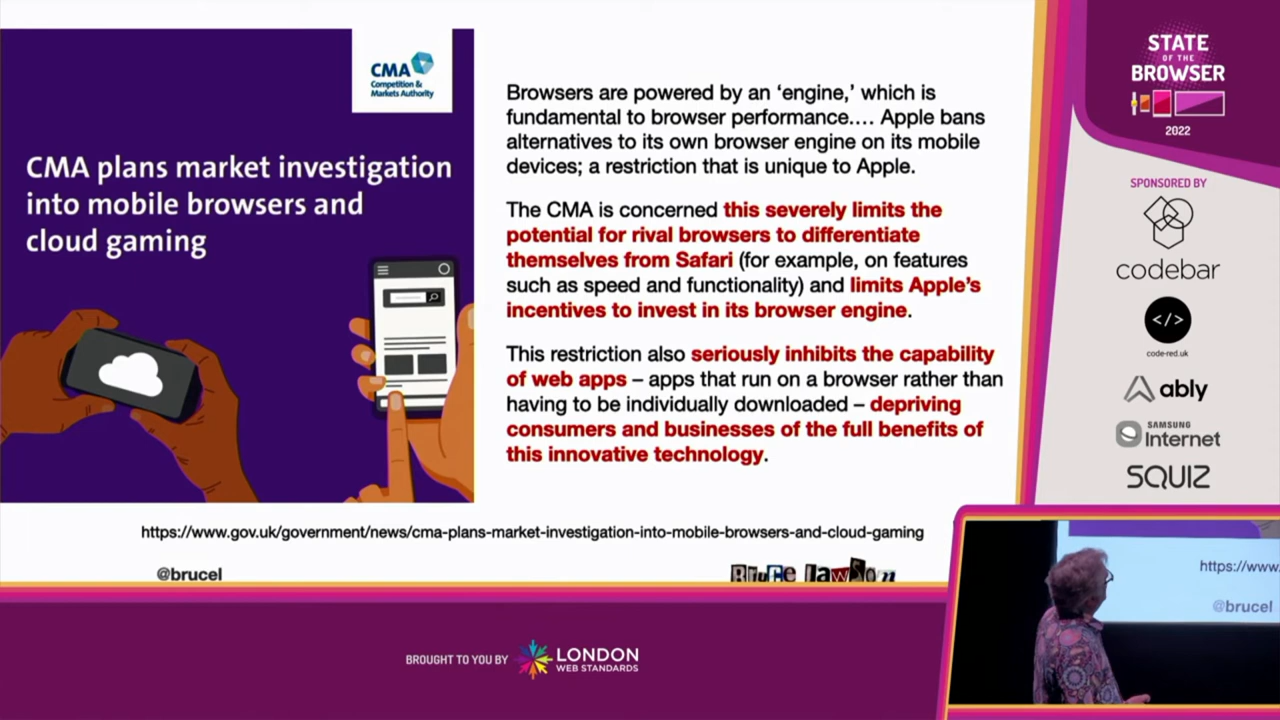 CMA
Competition &
Markets Authority
CMA plans market investigation
into mobile browsers and
cloud gaming
Browsers are powered by an ‘engine,’ which is
fundamental to browser performance…. Apple bans
alternatives to its own browser engine on its mobile
devices; a restriction that is unique to Apple.
The CMA is concerned this severely limits the
potential for rival browsers to differentiate
themselves from Safari (for example, on features
such as speed and functionality) and limits Apple’s
incentives to invest in its browser engine.
This restriction also seriously inhibits the capability
of web apps – apps that run on a browser rather than
having to be individually downloaded – depriving
consumers and businesses of the full benefits of
this innovative technology.
https://www.gov.uk/government/news/cma-plans-market-investigation-into-mobile-browsers-and-cloud-gaming
@brucel
Bruce Lawson
STATE
OF THE
BROWSER
2022
SPONSORED BY
codebar
</>
code-red.uk
ably
SAMSUNG
Internet
SQUIZ
https://www.
@brucel
BROUGHT TO YOU BY
LONDON
WEB STANDARDS